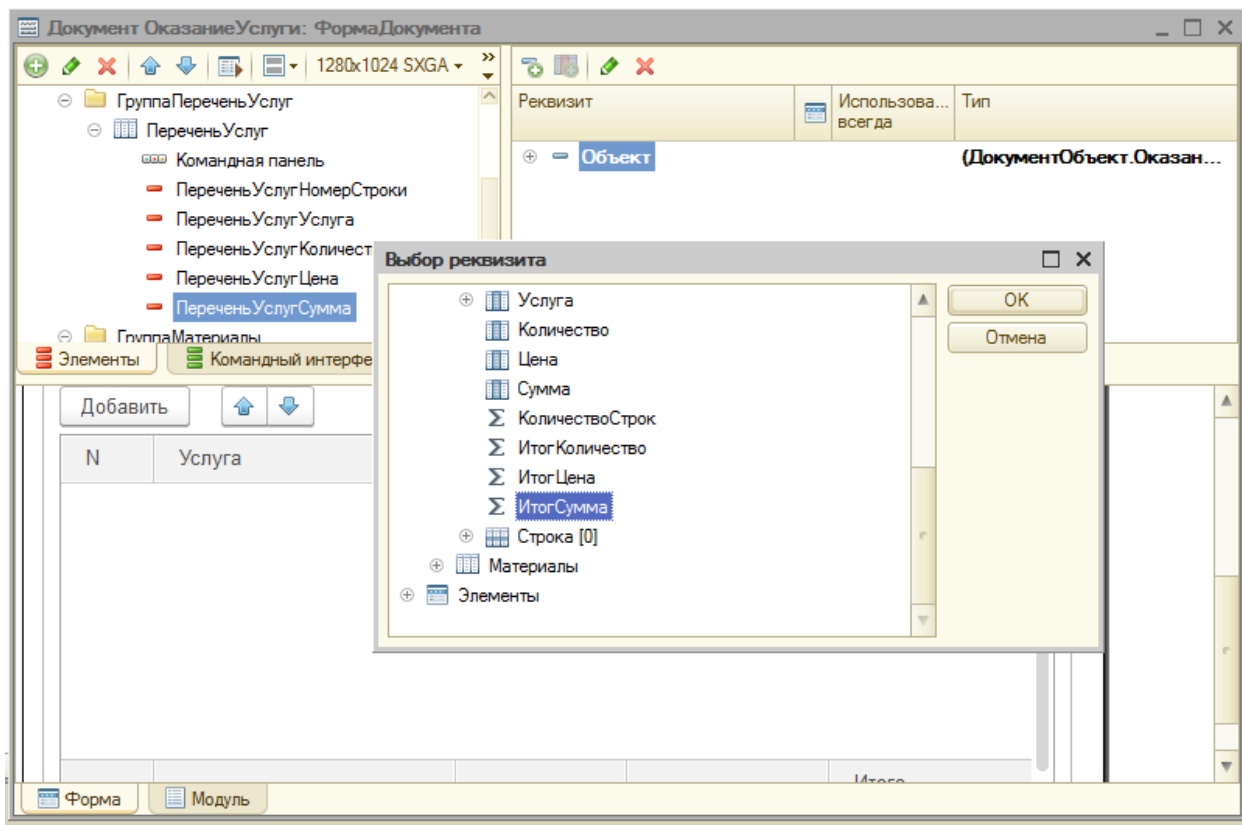 Документ ОказаниеУслуги: ФормаДокумента
1280x1024 SXGA
ГруппаПереченьУслуг
ПереченьУслуг
Командная панель
ПереченьУслугНомерСтроки
ПереченьУслугУслуга
ПереченьУслугКоличест
ПереченьУслугЦена
ПереченьУслугСумма
ГруппаМатериалы
Элементы
Командный интерфе
Реквизит
Использова... Тип
всегда
Объект
(ДокументОбъект.Оказан...
Выбор реквизита
Услуга
Количество
Цена
Сумма
КоличествоСтрок
ИтогКоличество
ИтогЦена
ИтогСумма
Строка [0]
Материалы
Элементы
OK
Отмена
Добавить
N
Услуга
Итого
Форма
Модуль